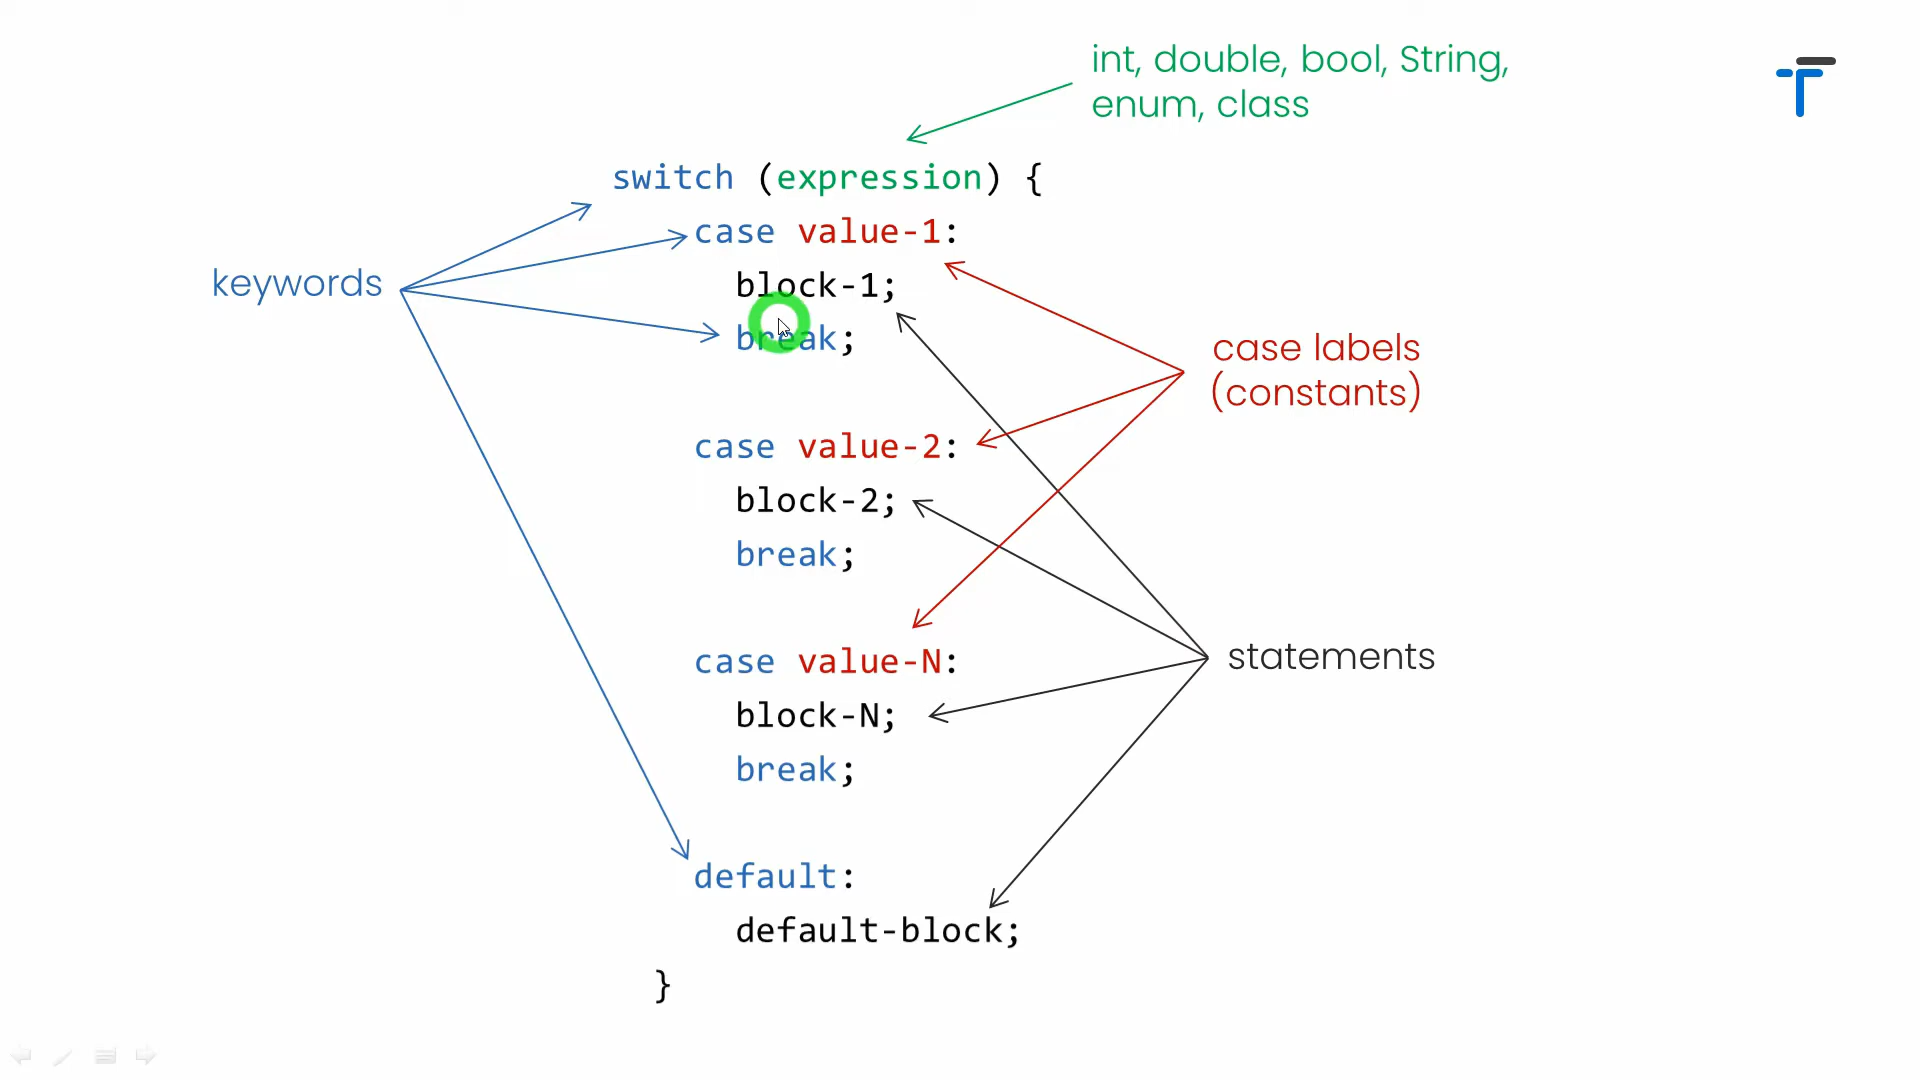 int, double, bool, String,
enum, class
switch (expression) {
case value-1:
keywords
block-1;
break;
case labels
(constants)
case value-2:
block-2;
break;
statements
case value-N:
block-N;
break;
default:
default-block;
}